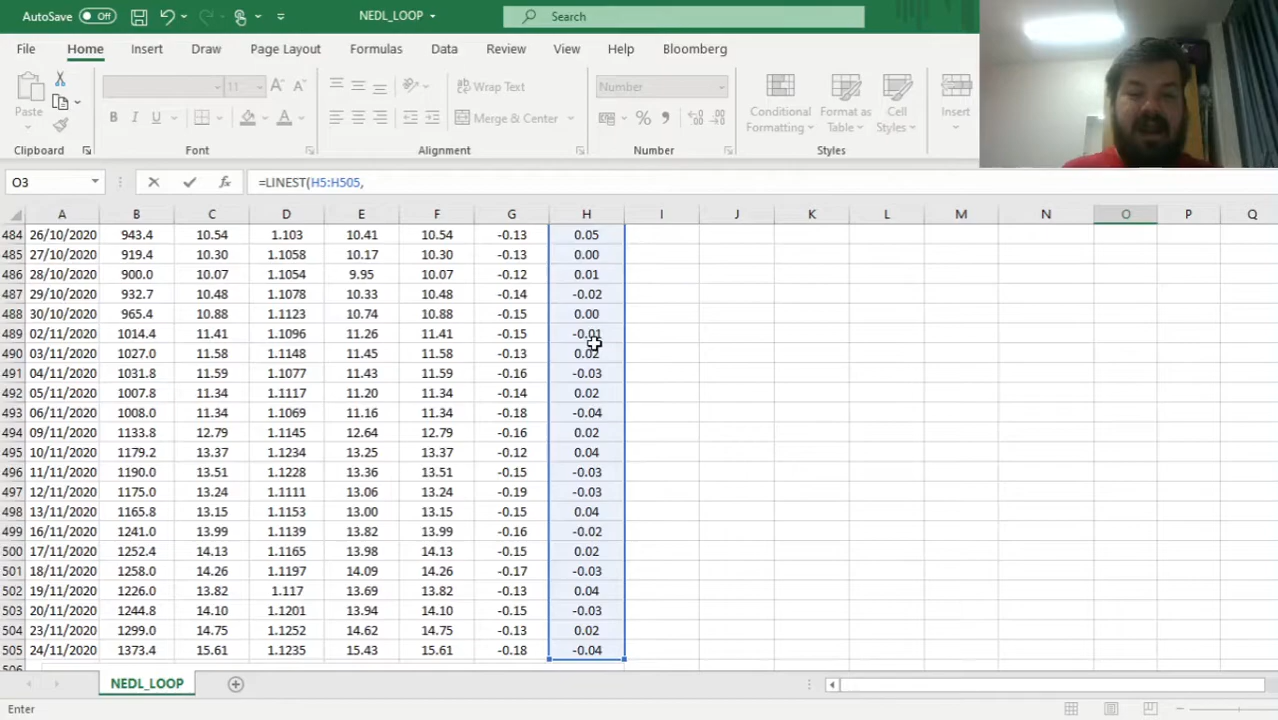 AutoSave Off NEDL_LOOP Search
File Home Insert Draw Page Layout Formulas Data Review View Help Bloomberg
Paste 11 A A B I U A Wrap Text Merge & Center Number % Conditional Formatting Format as Table Cell Styles Insert
Clipboard Font Alignment Number Styles
O3 fx =LINEST(H5:H505,
A B C D E F G H I J K L M N O P Q
484 26/10/2020 943.4 10.54 1.103 10.41 10.54 -0.13 0.05
485 27/10/2020 919.4 10.30 1.1058 10.17 10.30 -0.13 0.00
486 28/10/2020 900.0 10.07 1.1054 9.95 10.07 -0.12 0.01
487 29/10/2020 932.7 10.48 1.1078 10.33 10.48 -0.14 -0.02
488 30/10/2020 965.4 10.88 1.1123 10.74 10.88 -0.15 0.00
489 02/11/2020 1014.4 11.41 1.1096 11.26 11.41 -0.15 -0.01
490 03/11/2020 1027.0 11.58 1.1148 11.45 11.58 -0.13 0.02
491 04/11/2020 1031.8 11.59 1.1077 11.43 11.59 -0.16 -0.03
492 05/11/2020 1007.8 11.34 1.1117 11.20 11.34 -0.14 0.02
493 06/11/2020 1008.0 11.34 1.1069 11.16 11.34 -0.18 -0.04
494 09/11/2020 1133.8 12.79 1.1145 12.64 12.79 -0.16 0.02
495 10/11/2020 1179.2 13.37 1.1234 13.25 13.37 -0.12 0.04
496 11/11/2020 1190.0 13.51 1.1228 13.36 13.51 -0.15 -0.03
497 12/11/2020 1175.0 13.24 1.1111 13.06 13.24 -0.19 -0.03
498 13/11/2020 1165.8 13.15 1.1153 13.00 13.15 -0.15 0.04
499 16/11/2020 1241.0 13.99 1.1139 13.82 13.99 -0.16 -0.02
500 17/11/2020 1252.4 14.13 1.1165 13.98 14.13 -0.15 0.02
501 18/11/2020 1258.0 14.26 1.1197 14.09 14.26 -0.17 -0.03
502 19/11/2020 1226.0 13.82 1.117 13.69 13.82 -0.13 0.04
503 20/11/2020 1244.8 14.10 1.1201 13.94 14.10 -0.15 -0.03
504 23/11/2020 1299.0 14.75 1.1252 14.62 14.75 -0.13 0.02
505 24/11/2020 1373.4 15.61 1.1235 15.43 15.61 -0.18 -0.04
NEDL_LOOP
Enter